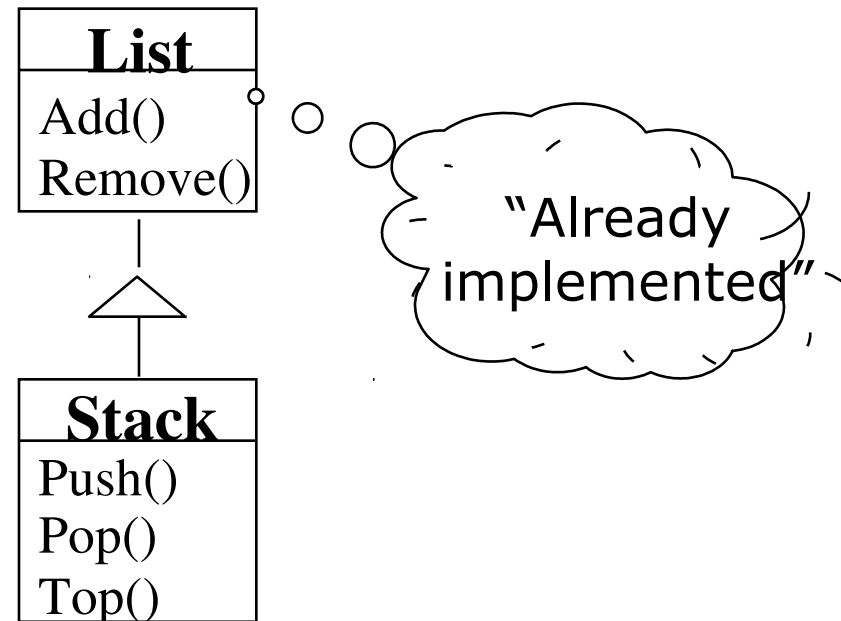 List
Add()
Remove()
“Already
implemented”
Stack
Push()
Pop()
Top()